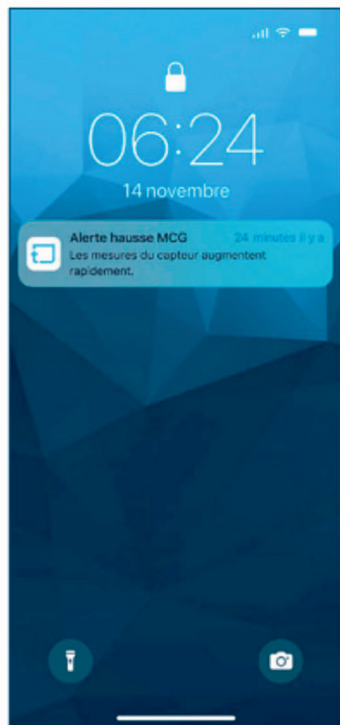 06:24
14 novembre
Alerte hausse MCG 24 minutes il y a
Les mesures du capteur augmentent
rapidement.